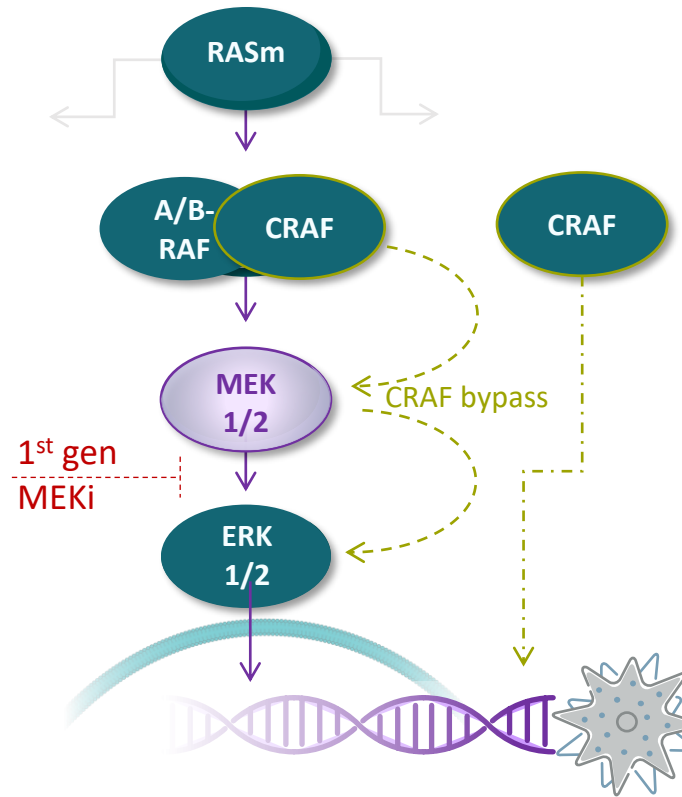 RASm
A/B-
RAF
CRAF
CRAF
MEK
1/2
CRAF bypass
1st gen
MEKi
ERK
1/2